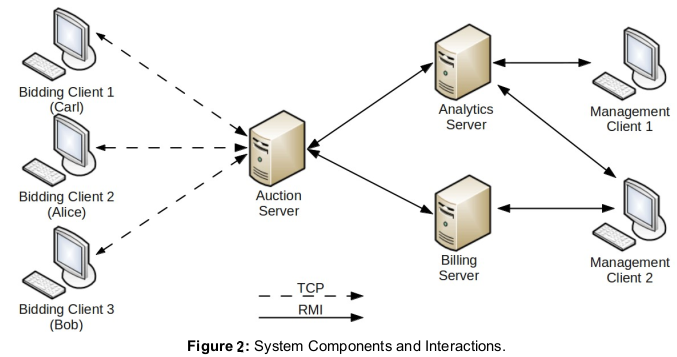 Bidding Client 1
(Carl)
Bidding Client 2
(Alice)
Bidding Client 3
(Bob)
Auction
Server
Analytics
Server
Billing
Server
Management
Client 1
Management
Client 2
TCP
RMI
Figure 2: System Components and Interactions.